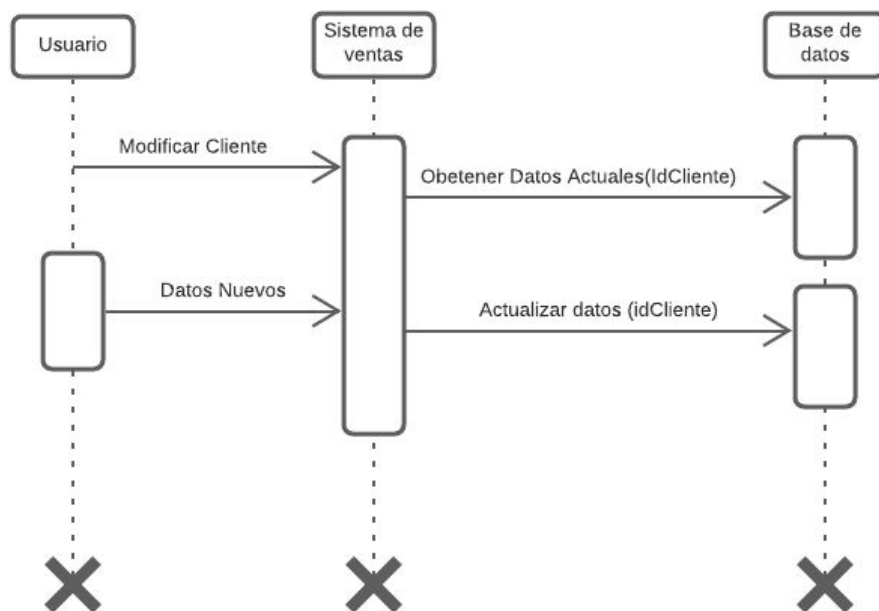 Usuario
Sistema de
ventas
Base de
datos
Modificar Cliente
Obetener Datos Actuales(IdCliente)
Datos Nuevos
Actualizar datos (idCliente)